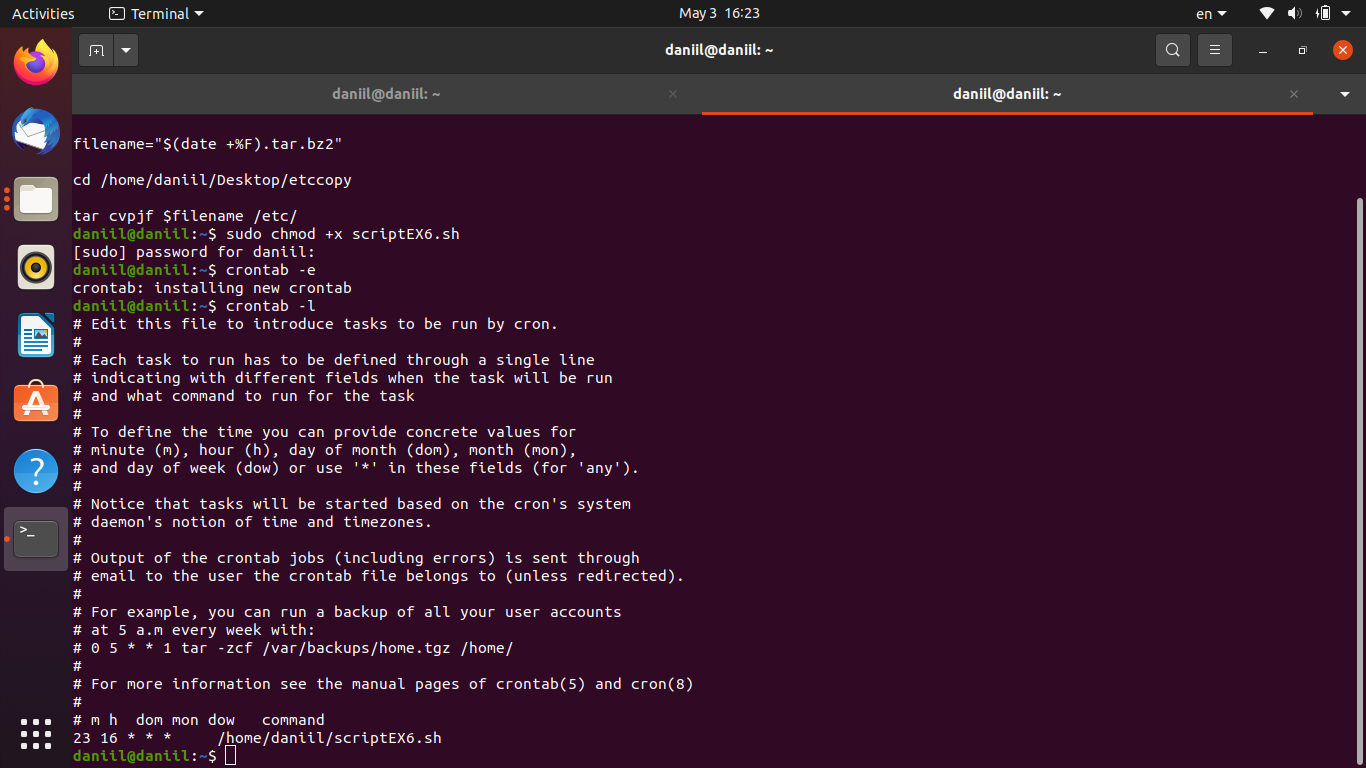 Activities Terminal May 3 16:23 en
daniil@daniil: ~
daniil@daniil: ~ daniil@daniil: ~
filename="$(date +%F).tar.bz2"
cd /home/daniil/Desktop/etccopy
tar cvpjf $filename /etc/
daniil@daniil:~$ sudo chmod +x scriptEX6.sh
[sudo] password for daniil:
daniil@daniil:~$ crontab -e
crontab: installing new crontab
daniil@daniil:~$ crontab -l
# Edit this file to introduce tasks to be run by cron.
#
# Each task to run has to be defined through a single line
# indicating with different fields when the task will be run
# and what command to run for the task
#
# To define the time you can provide concrete values for
# minute (m), hour (h), day of month (dom), month (mon),
# and day of week (dow) or use '*' in these fields (for 'any').
#
# Notice that tasks will be started based on the cron's system
# daemon's notion of time and timezones.
#
# Output of the crontab jobs (including errors) is sent through
# email to the user the crontab file belongs to (unless redirected).
#
# For example, you can run a backup of all your user accounts
# at 5 a.m every week with:
# 0 5 * * 1 tar -zcf /var/backups/home.tgz /home/
#
# For more information see the manual pages of crontab(5) and cron(8)
#
# m h  dom mon dow   command
23 16 * * *     /home/daniil/scriptEX6.sh
daniil@daniil:~$